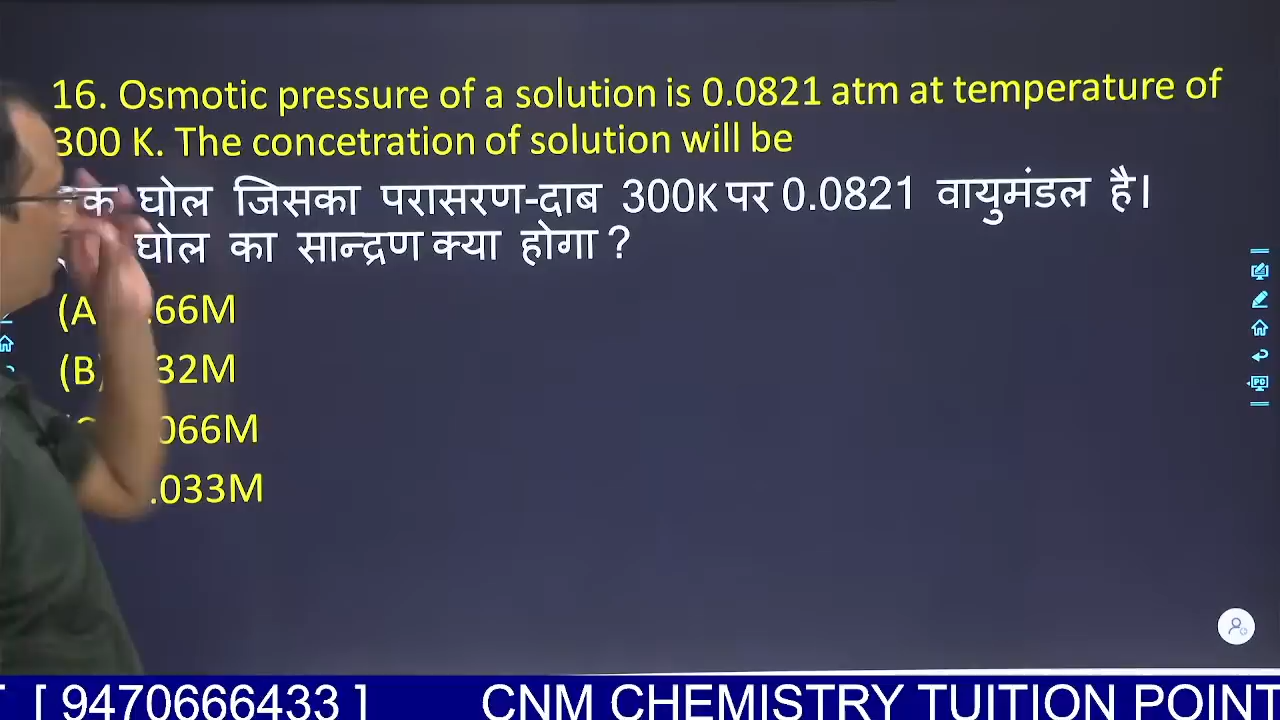 16. Osmotic pressure of a solution is 0.0821 atm at temperature of
300 K. The concetration of solution will be
घोल जिसका परासरण-दाब 300K पर 0.0821 वायुमंडल है।
घोल का सान्द्रण क्या होगा ?
(A .66M
(B) 32M
066M
.033M
[ 9470666433 ] CNM CHEMISTRY TUITION POINT